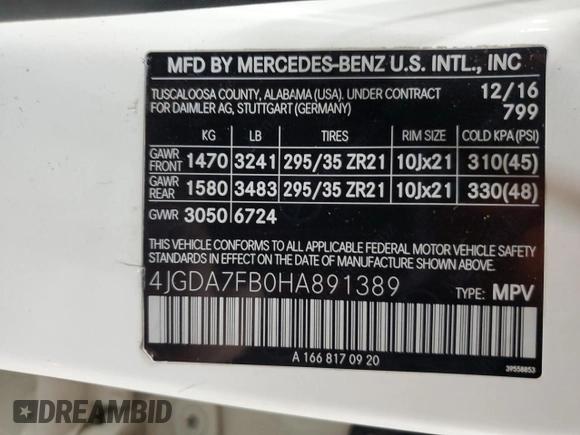 MFD BY MERCEDES-BENZ U.S. INTL., INC
TUSCALOOSA COUNTY, ALABAMA (USA), UNDER CONTRACT 12/16
FOR DAIMLER AG, STUTTGART (GERMANY) 799
KG LB TIRES RIM SIZE COLD KPA (PSI)
GAWR FRONT 1470 3241 295/35 ZR21 10Jx21 310(45)
GAWR REAR 1580 3483 295/35 ZR21 10Jx21 330(48)
GVWR 3050 6724
THIS VEHICLE CONFORMS TO ALL APPLICABLE FEDERAL MOTOR VEHICLE SAFETY
STANDARDS IN EFFECT ON THE DATE OF MANUFACTURE SHOWN ABOVE.
4JGDA7FB0HA891389 TYPE: MPV
A 166 817 09 20
39558853
DREAMBID